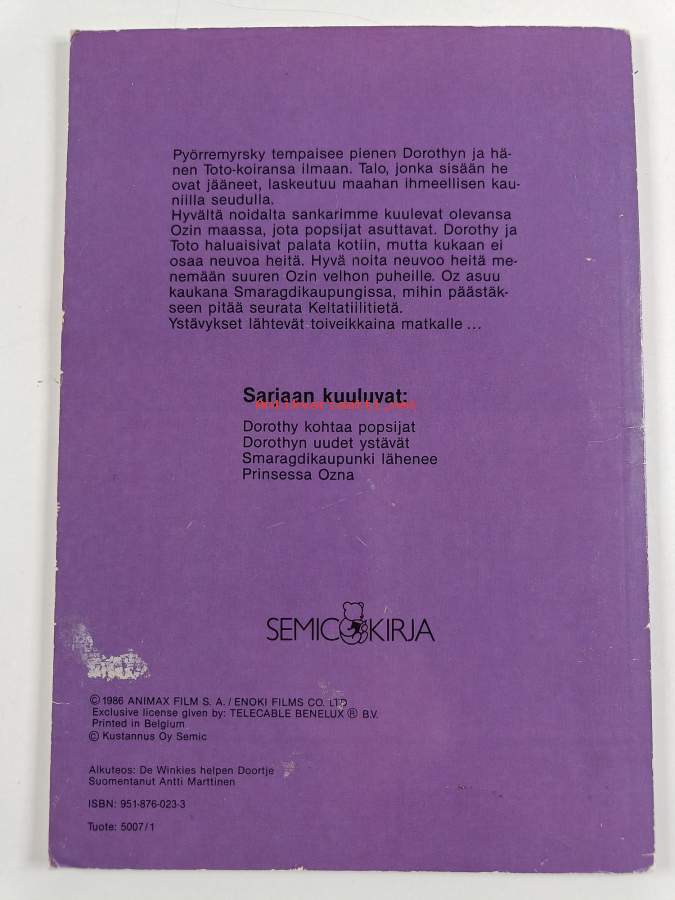 Pyörremyrsky tempaisee pienen Dorothyn ja hä-
nen Toto-koiransa ilmaan. Talo, jonka sisään he
ovat jääneet, laskeutuu maahan ihmeellisen kau-
niilla seudulla.
Hyvältä noidalta sankarimme kuulevat olevansa
Ozin maassa, jota popsijat asuttavat. Dorothy ja
Toto haluaisivat palata kotiin, mutta kukaan ei
osaa neuvoa heitä. Hyvä noita neuvoo heitä me-
nemään suuren Ozin velhon puheille. Oz asuu
kaukana Smaragdikaupungissa, mihin päästäk-
seen pitää seurata Keltatiilitietä.
Ystävykset lähtevät toiveikkaina matkalle ...
Sarjaan kuuluvat:
Antikvariaatti.net
Dorothy kohtaa popsijat
Dorothyn uudet ystävät
Smaragdikaupunki lähenee
Prinsessa Ozna
SEMIC KIRJA
© 1986 ANIMAX FILM S. A. / ENOKI FILMS CO. LTD
Exclusive license given by: TELECABLE BENELUX ® B.V.
Printed in Belgium
© Kustannus Oy Semic
Alkuteos: De Winkies helpen Doortje
Suomentanut Antti Marttinen
ISBN: 951-876-023-3
Tuote: 5007/1